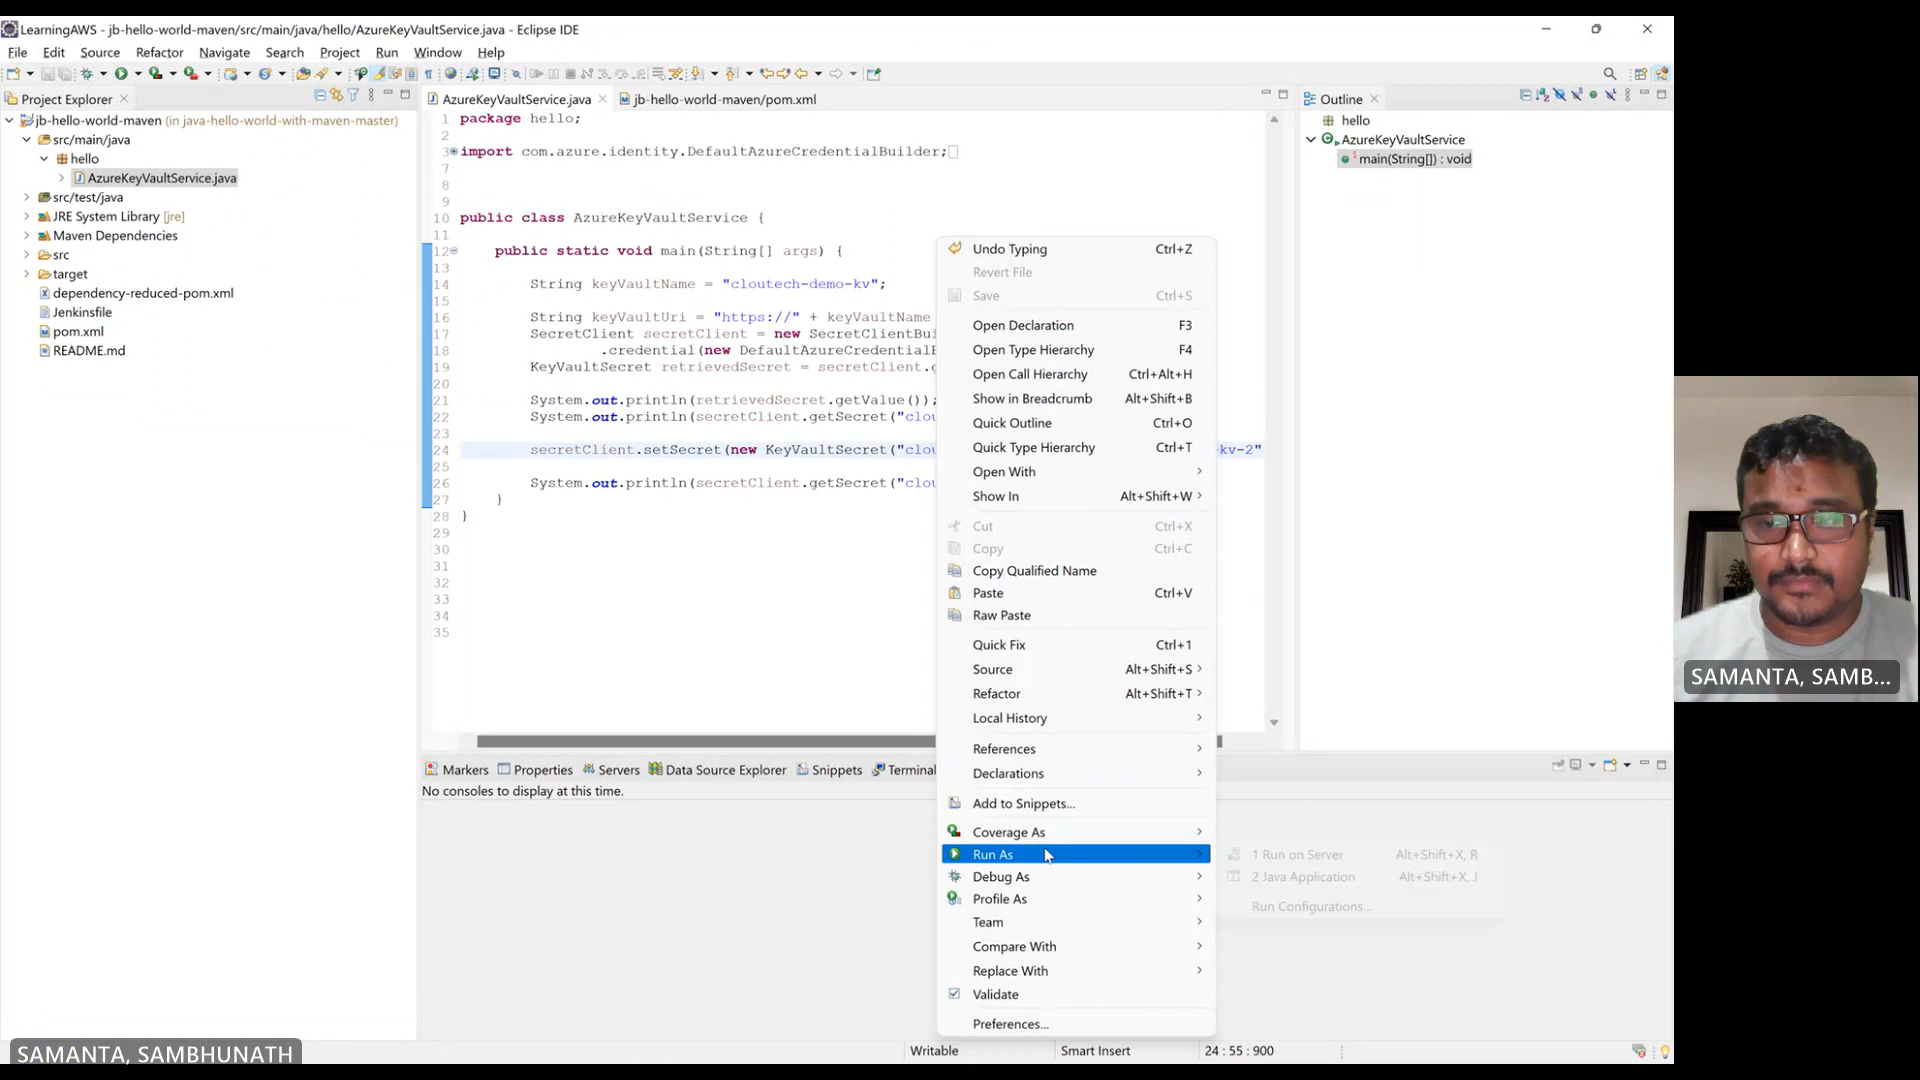 LearningAWS - jb-hello-world-maven/src/main/java/hello/AzureKeyVaultService.java - Eclipse IDE
File Edit Source Refactor Navigate Search Project Run Window Help
Project Explorer
jb-hello-world-maven (in java-hello-world-with-maven-master)
src/main/java
hello
AzureKeyVaultService.java
src/test/java
JRE System Library [jre]
Maven Dependencies
src
target
dependency-reduced-pom.xml
Jenkinsfile
pom.xml
README.md
AzureKeyVaultService.java
jb-hello-world-maven/pom.xml
1 package hello;
2
3 import com.azure.identity.DefaultAzureCredentialBuilder;
7
8
9
10 public class AzureKeyVaultService {
11
12 public static void main(String[] args) {
13
14 String keyVaultName = "cloutech-demo-kv";
15
16 String keyVaultUri = "https://" + keyVaultName
17 SecretClient secretClient = new SecretClientBui
18 .credential(new DefaultAzureCredentialB
19 KeyVaultSecret retrievedSecret = secretClient.g
20
21 System.out.println(retrievedSecret.getValue());
22 System.out.println(secretClient.getSecret("clou
23
24 secretClient.setSecret(new KeyVaultSecret("clou kv-2"
25
26 System.out.println(secretClient.getSecret("clou
27 }
28 }
29
30
31
32
33
34
35
Undo Typing Ctrl+Z
Revert File
Save Ctrl+S
Open Declaration F3
Open Type Hierarchy F4
Open Call Hierarchy Ctrl+Alt+H
Show in Breadcrumb Alt+Shift+B
Quick Outline Ctrl+O
Quick Type Hierarchy Ctrl+T
Open With
Show In Alt+Shift+W
Cut Ctrl+X
Copy Ctrl+C
Copy Qualified Name
Paste Ctrl+V
Raw Paste
Quick Fix Ctrl+1
Source Alt+Shift+S
Refactor Alt+Shift+T
Local History
References
Declarations
Add to Snippets...
Coverage As
Run As
Debug As
Profile As
Team
Compare With
Replace With
Validate
Preferences...
1 Run on Server Alt+Shift+X, R
2 Java Application Alt+Shift+X, J
Run Configurations...
Outline
hello
AzureKeyVaultService
main(String[]) : void
Markers Properties Servers Data Source Explorer Snippets Terminal
No consoles to display at this time.
Writable Smart Insert 24 : 55 : 900
SAMANTA, SAMBHUNATH
SAMANTA, SAMB...